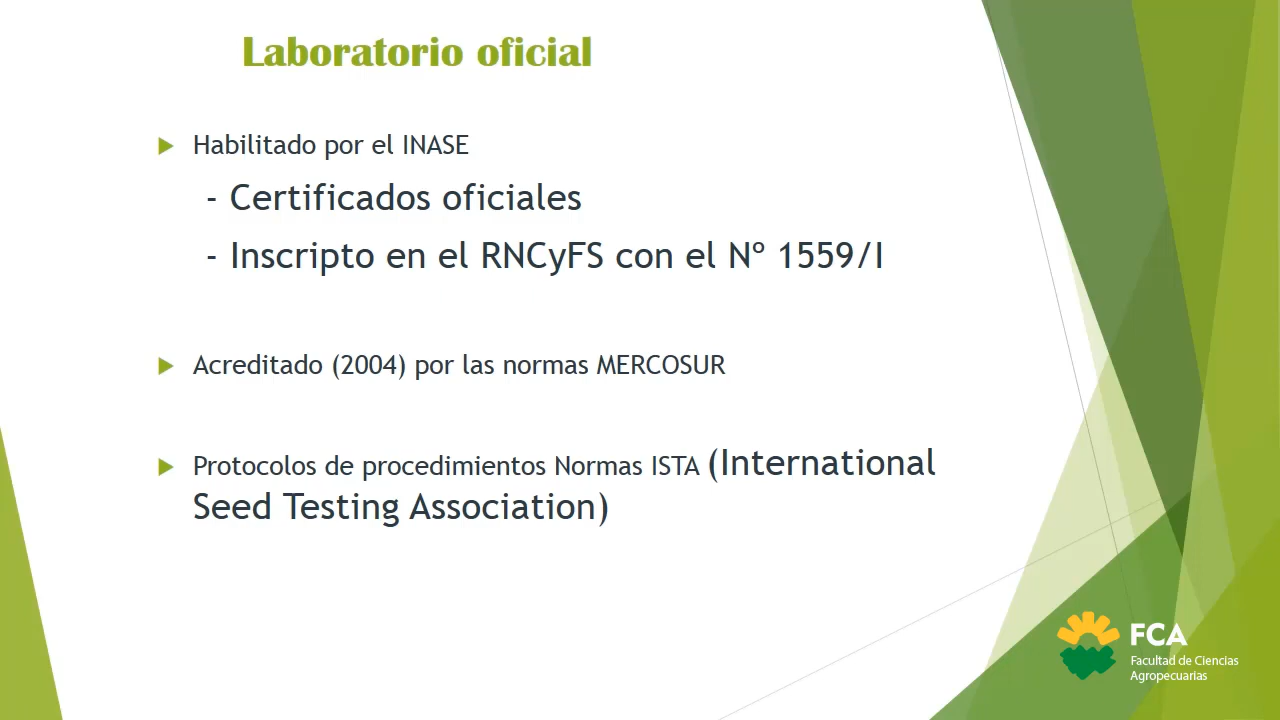 Laboratorio oficial
Habilitado por el INASE
- Certificados oficiales
- Inscripto en el RNCyFS con el Nº 1559/I
Acreditado (2004) por las normas MERCOSUR
Protocolos de procedimientos Normas ISTA (International
Seed Testing Association)
FCA
Facultad de Ciencias
Agropecuarias